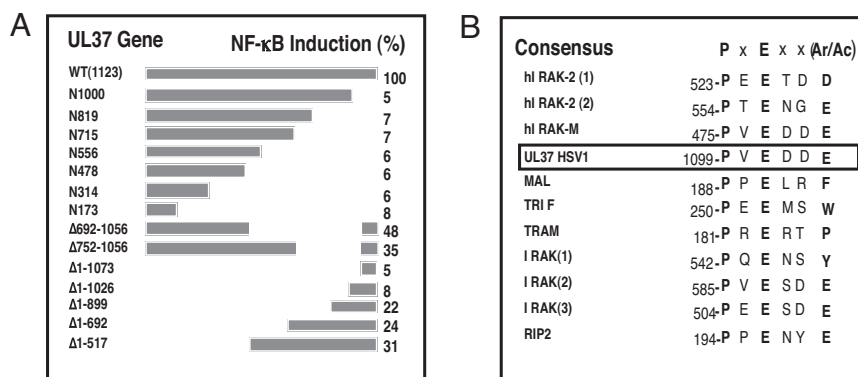 A
UL37 Gene NF-κB Induction (%)
WT(1123) 100
N1000 5
N819 7
N715 7
N556 6
N478 6
N314 6
N173 8
Δ692-1056 48
Δ752-1056 35
Δ1-1073 5
Δ1-1026 8
Δ1-899 22
Δ1-692 24
Δ1-517 31
B
Consensus P x E x x (Ar/Ac)
hI RAK-2 (1) 523-P E E T D D
hI RAK-2 (2) 554-P T E N G E
hI RAK-M 475-P V E D D E
UL37 HSV1 1099-P V E D D E
MAL 188-P P E L R F
TRI F 250-P E E M S W
TRAM 181-P R E R T P
I RAK(1) 542-P Q E N S Y
I RAK(2) 585-P V E S D E
I RAK(3) 504-P E E S D E
RIP2 194-P P E N Y E